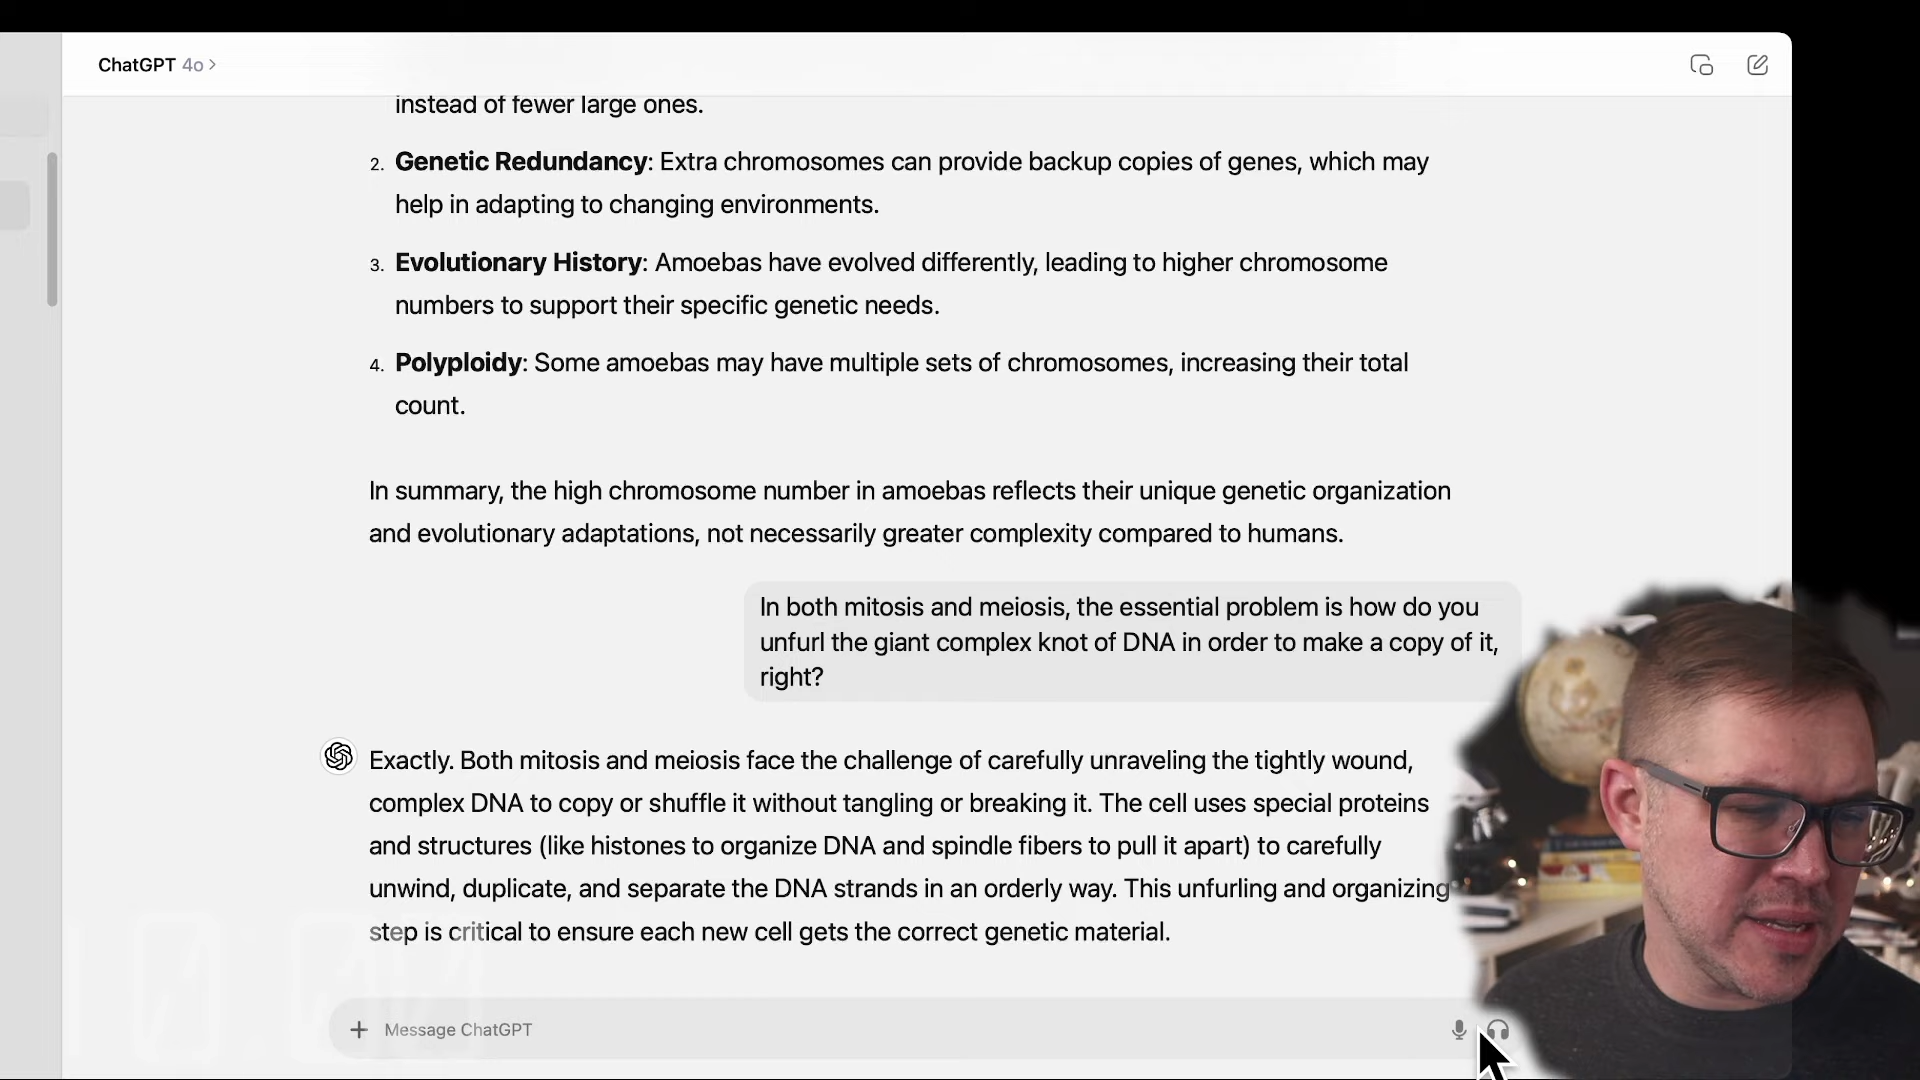 ChatGPT 4o >
instead of fewer large ones.
2. Genetic Redundancy: Extra chromosomes can provide backup copies of genes, which may
help in adapting to changing environments.
3. Evolutionary History: Amoebas have evolved differently, leading to higher chromosome
numbers to support their specific genetic needs.
4. Polyploidy: Some amoebas may have multiple sets of chromosomes, increasing their total
count.
In summary, the high chromosome number in amoebas reflects their unique genetic organization
and evolutionary adaptations, not necessarily greater complexity compared to humans.
In both mitosis and meiosis, the essential problem is how do you
unfurl the giant complex knot of DNA in order to make a copy of it,
right?
Exactly. Both mitosis and meiosis face the challenge of carefully unraveling the tightly wound,
complex DNA to copy or shuffle it without tangling or breaking it. The cell uses special proteins
and structures (like histones to organize DNA and spindle fibers to pull it apart) to carefully
unwind, duplicate, and separate the DNA strands in an orderly way. This unfurling and organizing
step is critical to ensure each new cell gets the correct genetic material.
Message ChatGPT